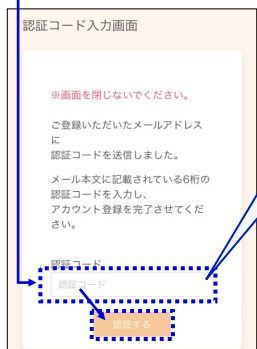 認証コード入力画面
※画面を閉じないでください。
ご登録いただいたメールアドレス
に
認証コードを送信しました。
メール本文に記載されている6桁の
認証コードを入力し、
アカウント登録を完了させてくだ
さい。
認証コード
認証コード
認証する